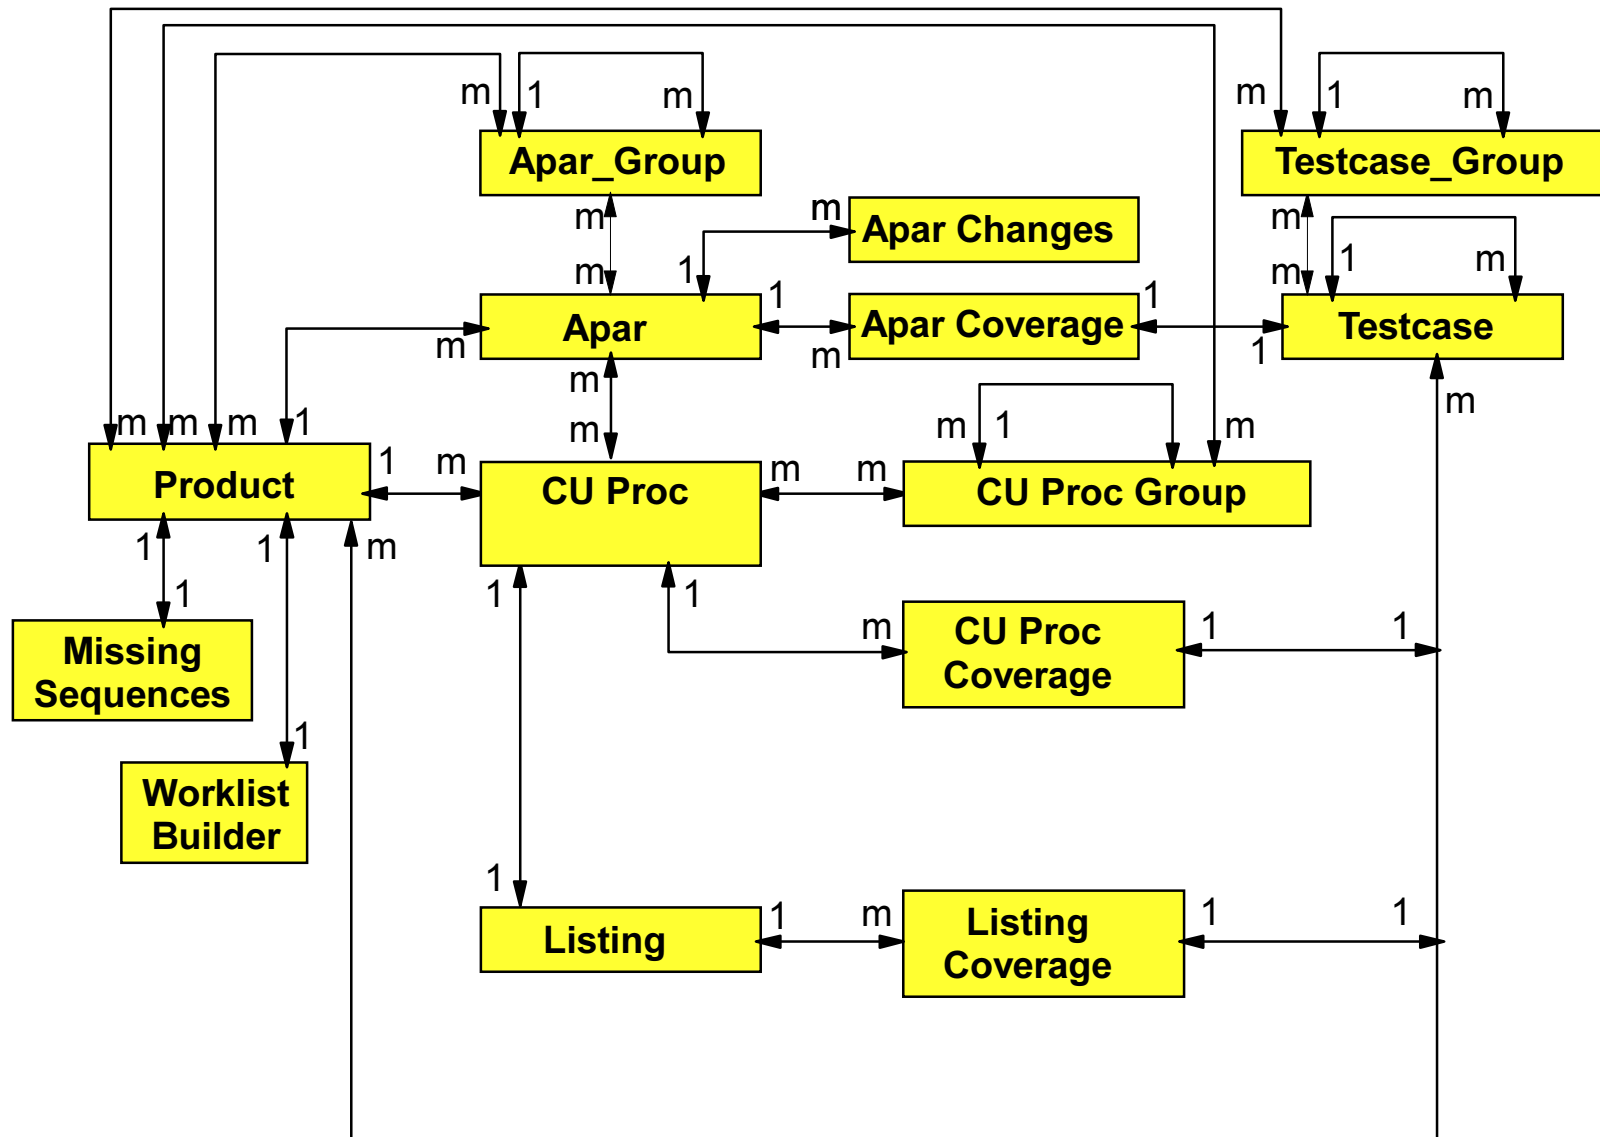 m 1 m
m m
Apar_Group
Testcase_Group
m
m
m
Apar Changes
1 m
m
1
m
1
1
Apar
Apar Coverage
Testcase
m
m
1
m
m
m m m 1
m
m 1
m
1
m
m
m
Product
CU Proc
CU Proc Group
1
1
m
1
1
1
m
1
1
CU Proc
Coverage
Missing
Sequences
1
Worklist
Builder
1
1
m
1
1
Listing
Listing
Coverage